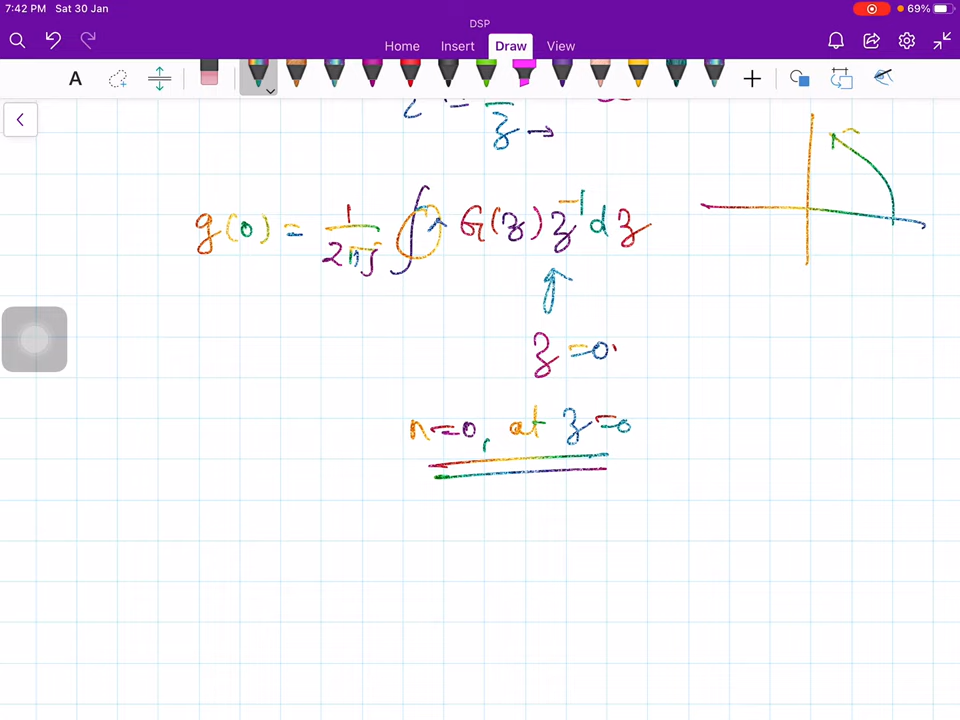 7:42 PM Sat 30 Jan
69%
DSP
Home Insert Draw View
A
z →
g(0) = 1/2πj ∮ G(z) z⁻¹ dz
z = 0
n = 0, at z = 0